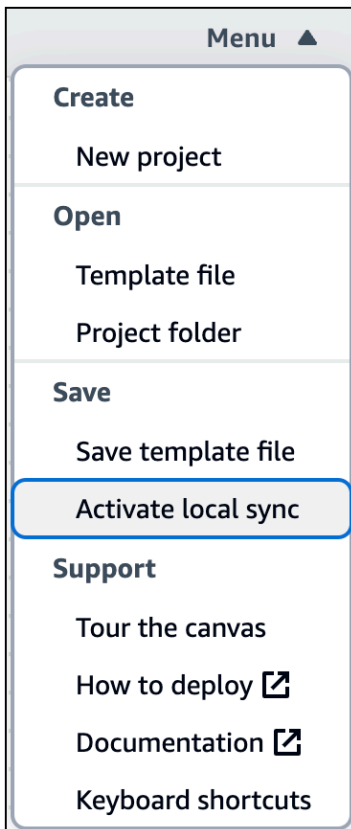 Menu
Create
New project
Open
Template file
Project folder
Save
Save template file
Activate local sync
Support
Tour the canvas
How to deploy
Documentation
Keyboard shortcuts